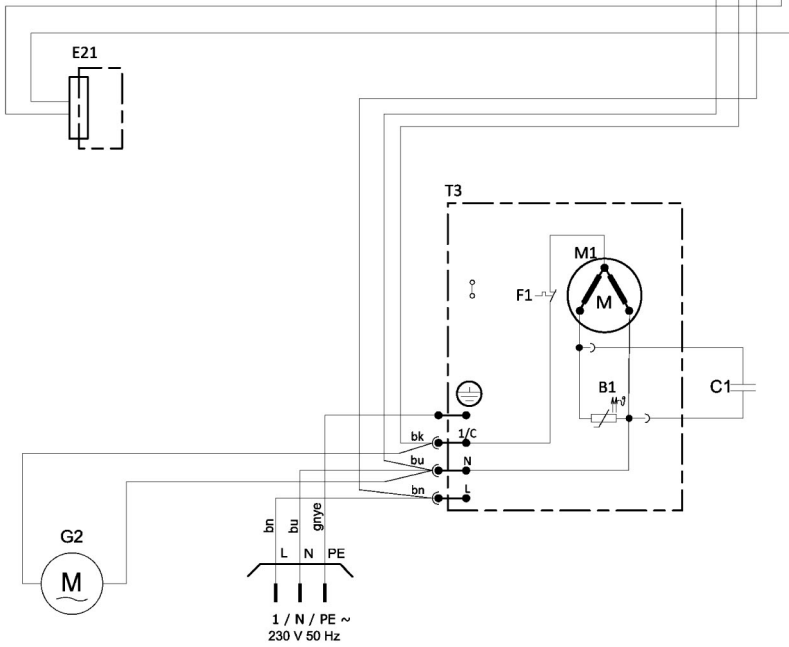 E21
T3
M1
F1
M
B1
ϑ
C1
bk
1/C
bu
N
bn
L
bn
bu
gnye
G2
M
L N PE
1 / N / PE ~
230 V 50 Hz